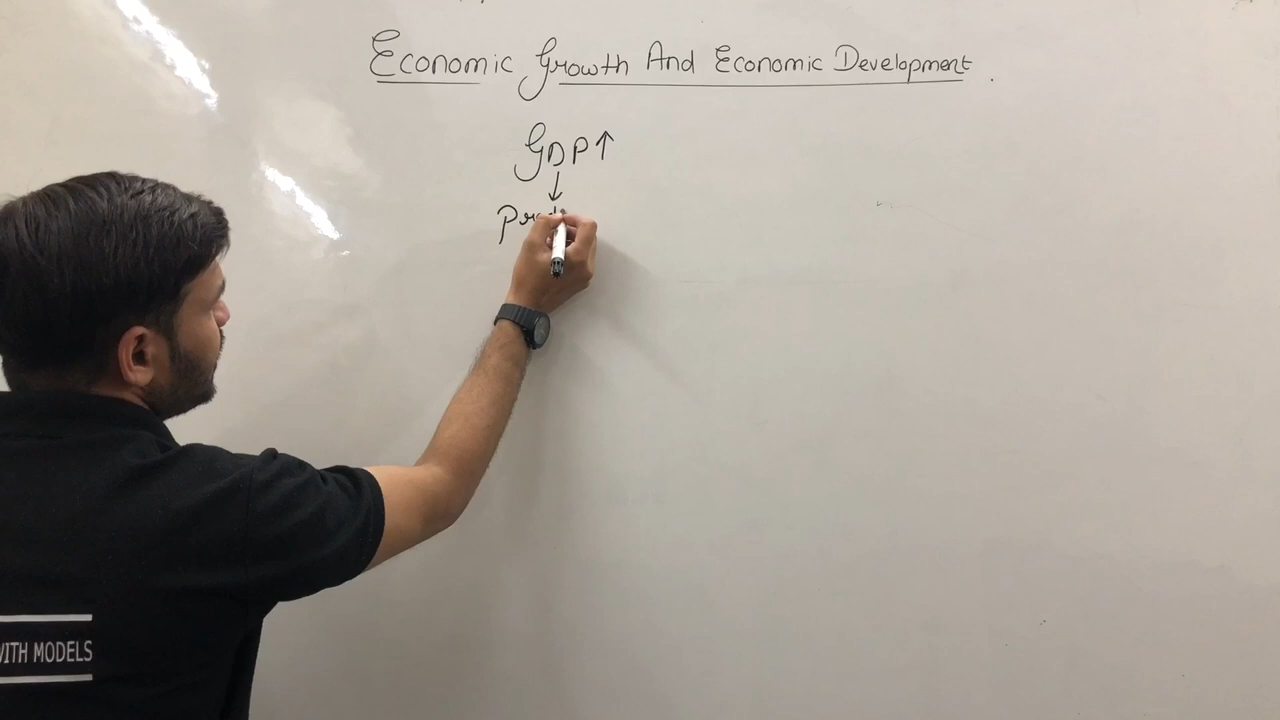 Economic Growth And Economic Development
GDP↑
↓
WITH MODELS